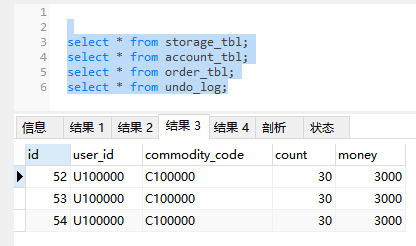 1
2
3 select * from storage_tbl;
4 select * from account_tbl;
5 select * from order_tbl;
6 select * from undo_log;
信息 结果 1 结果 2 结果 3 结果 4 剖析 状态
id user_id commodity_code count money
52 U100000 C100000 30 3000
53 U100000 C100000 30 3000
54 U100000 C100000 30 3000